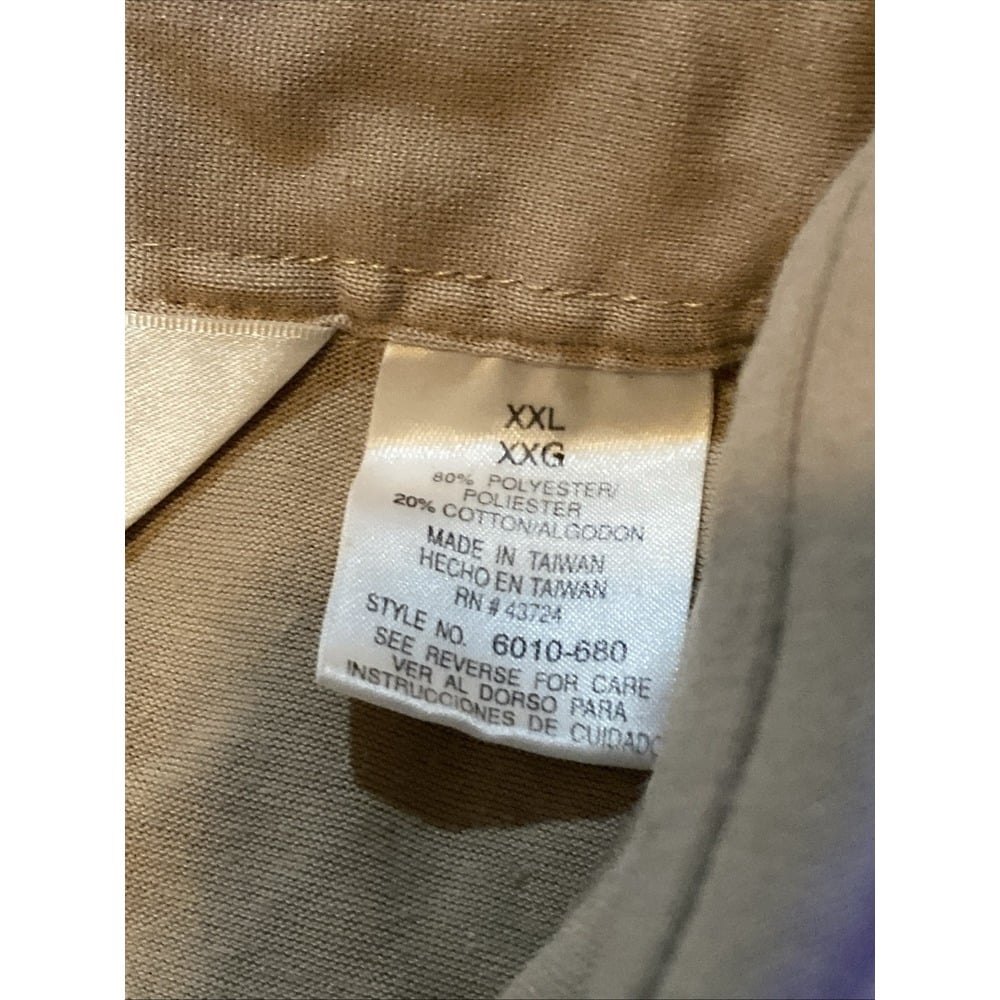 XXL
XXG
80% POLYESTER/
POLIESTER
20% COTTON/ALGODON
MADE IN TAIWAN
HECHO EN TAIWAN
RN # 43724
STYLE NO. 6010-680
SEE REVERSE FOR CARE
VER AL DORSO PARA
INSTRUCCIONES DE CUIDADO